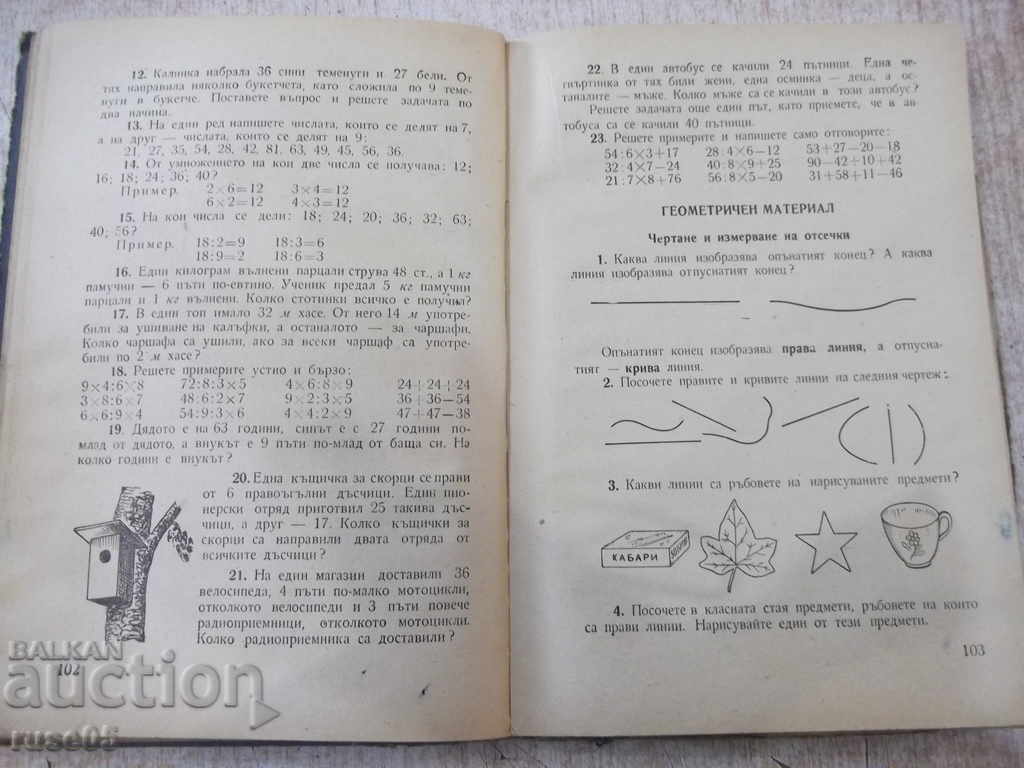 12. Калинка набрала 36 сини теменуги и 27 бели. От
тях направила няколко букетчета, като сложила по 9 теме-
нуги в букетче. Поставете въпрос и решете задачата по
два начина.
13. На един ред напишете числата, които се делят на 7,
а на друг — числата, които се делят на 9:
21, 27, 35, 54, 28, 42, 81, 63, 49, 45, 56, 36.
14. От умножението на кои две числа се получава: 12;
16; 18; 24; 36; 40?
Пример. 2×6=12 3×4=12
6×2=12 4×3=12
15. На кои числа се дели: 18; 24; 20; 36; 32; 63;
40; 56?
Пример. 18:2=9 18:3=6
18:9=2 18:6=3
16. Един килограм вълнени парцали струва 48 ст., а 1 кг
памучни — 6 пъти по-евтино. Ученик предал 5 кг памучни
парцали и 1 кг вълнени. Колко стотинки всичко е получил?
17. В един топ имало 32 м хасе. От него 14 м употре-
били за ушиване на калъфки, а останалото — за чаршафи.
Колко чаршафа са ушили, ако за всеки чаршаф са употре-
били по 2 м хасе?
18. Решете примерите устно и бързо:
9×4:6×8 72:8:3×5 4×6:8×9 24+24+24
3×8:6×7 48:6:2×7 9×2:3×5 36+36—54
6×6:9×4 54:9:3×6 4×4:2×9 47+47—38
19. Дядото е на 63 години, синът е с 27 години по-
млад от дядото, а внукът е 9 пъти по-млад от баща си. На
колко години е внукът?
20. Една къщичка за скорци се прави
от 6 правоъгълни дъсчици. Един пио-
нерски отряд приготвил 25 такива дъс-
чици, а друг — 17. Колко къщички за
скорци са направили двата отряда от
всичките дъсчици?
21. На един магазин доставили 36
велосипеда, 4 пъти по-малко мотоцикли,
отколкото велосипеди и 3 пъти повече
радиоприемници, отколкото мотоцикли.
Колко радиоприемника са доставили?
102
22. В един автобус се качили 24 пътници. Една че-
твъртинка от тях били жени, една осминка — деца, а ос-
таналите — мъже. Колко мъже са се качили в този автобус?
Решете задачата още един път, като приемете, че в ав-
тобуса са се качили 40 пътници.
23. Решете примерите и напишете само отговорите:
54:6×3+17 28:4×6—12 53+27—20—18
32:4×7—24 40:8×9+25 90—42+10+42
21:7×8+76 56:8×5—20 31+58+11—46
ГЕОМЕТРИЧЕН МАТЕРИАЛ
Чертане и измерване на отсечки
1. Каква линия изобразява опънатият конец? А каква
линия изобразява отпуснатият конец?
Опънатият конец изобразява права линия, а отпусна-
тият — крива линия.
2. Посочете правите и кривите линии на следния чертеж:
3. Какви линии са ръбовете на нарисуваните предмети?
КАБАРИ
4. Посочете в класната стая предмети, ръбовете на които
са прави линии. Нарисувайте един от тези предмети.
103
BALKAN
auction
ruse05